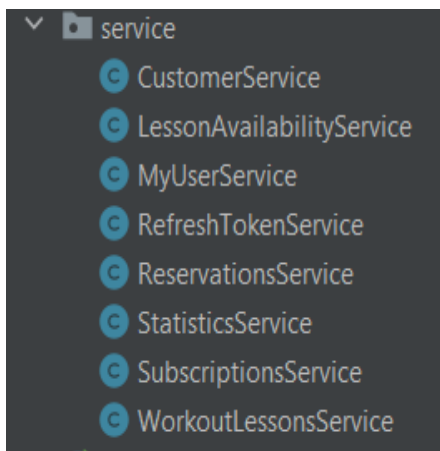 service
C CustomerService
C LessonAvailabilityService
C MyUserService
C RefreshTokenService
C ReservationsService
C StatisticsService
C SubscriptionsService
C WorkoutLessonsService